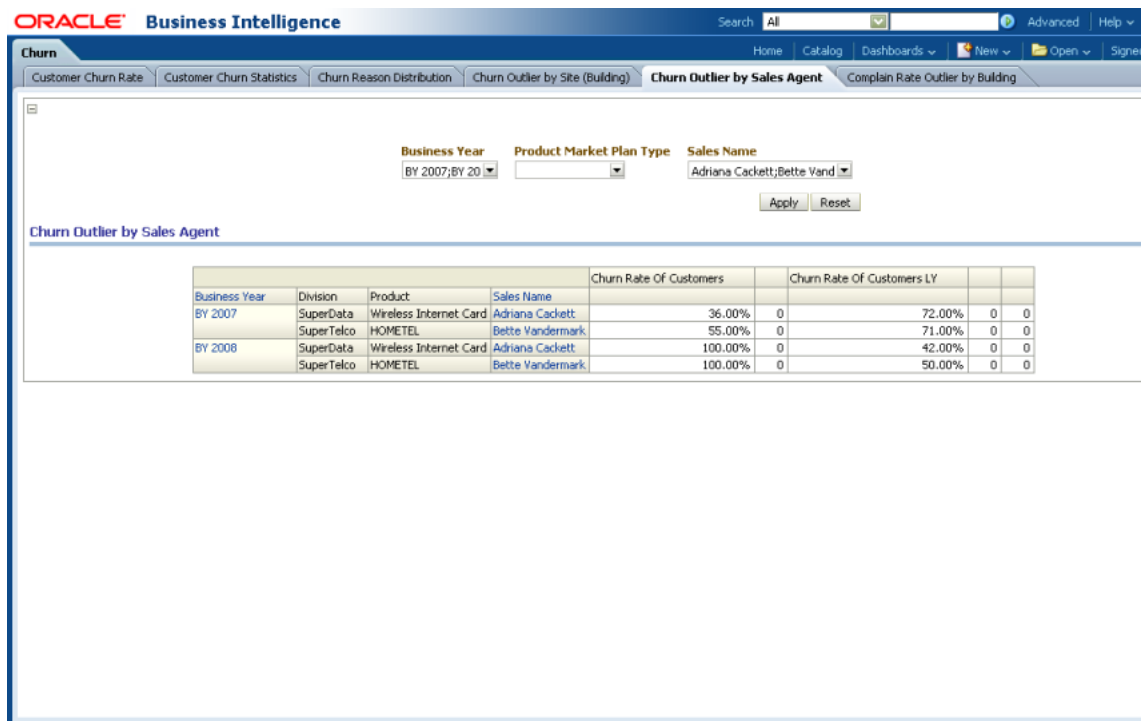 ORACLE Business Intelligence Search All Advanced Help
Churn Home Catalog Dashboards New Open
Customer Churn Rate Customer Churn Statistics Churn Reason Distribution Churn Outlier by Site (Building) Churn Outlier by Sales Agent Complain Rate Outlier by Building
Business Year Product Market Plan Type Sales Name
BY 2007;BY 20 Adriana Cackett;Bette Vand
Apply Reset
Churn Outlier by Sales Agent
Churn Rate Of Customers Churn Rate Of Customers LY
Business Year Division Product Sales Name
BY 2007 SuperData Wireless Internet Card Adriana Cackett 36.00% 0 72.00% 0 0
SuperTelco HOMETEL Bette Vandermark 55.00% 0 71.00% 0 0
BY 2008 SuperData Wireless Internet Card Adriana Cackett 100.00% 0 42.00% 0 0
SuperTelco HOMETEL Bette Vandermark 100.00% 0 50.00% 0 0